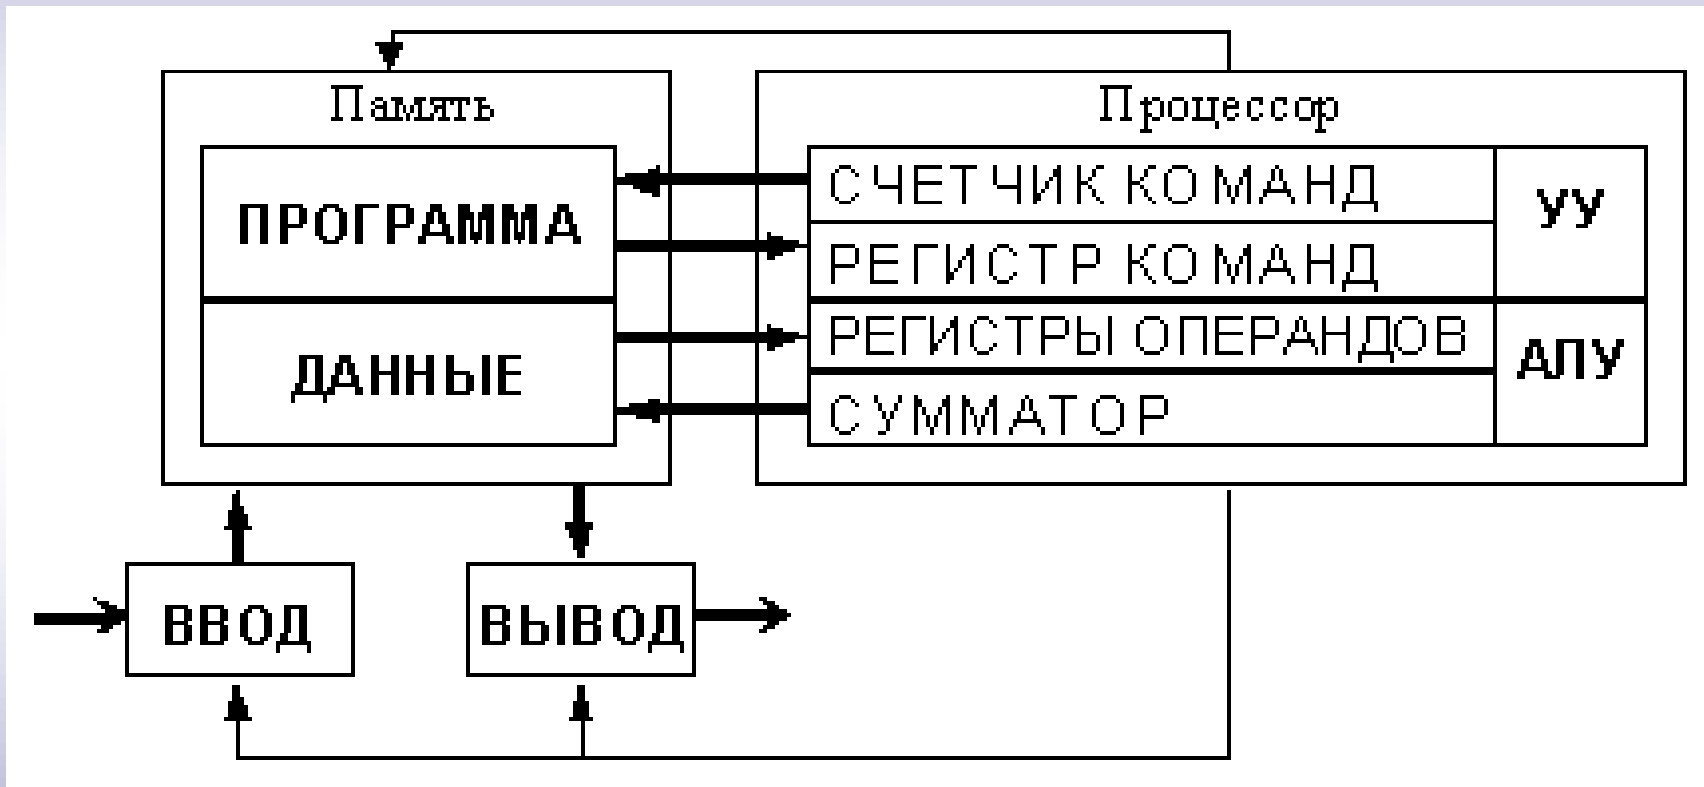 Память
Процессор
ПРОГРАММА
СЧЕТЧИК КОМАНД
УУ
РЕГИСТР КОМАНД
ДАННЫЕ
РЕГИСТРЫ ОПЕРАНДОВ
АЛУ
СУММАТОР
ВВОД
ВЫВОД